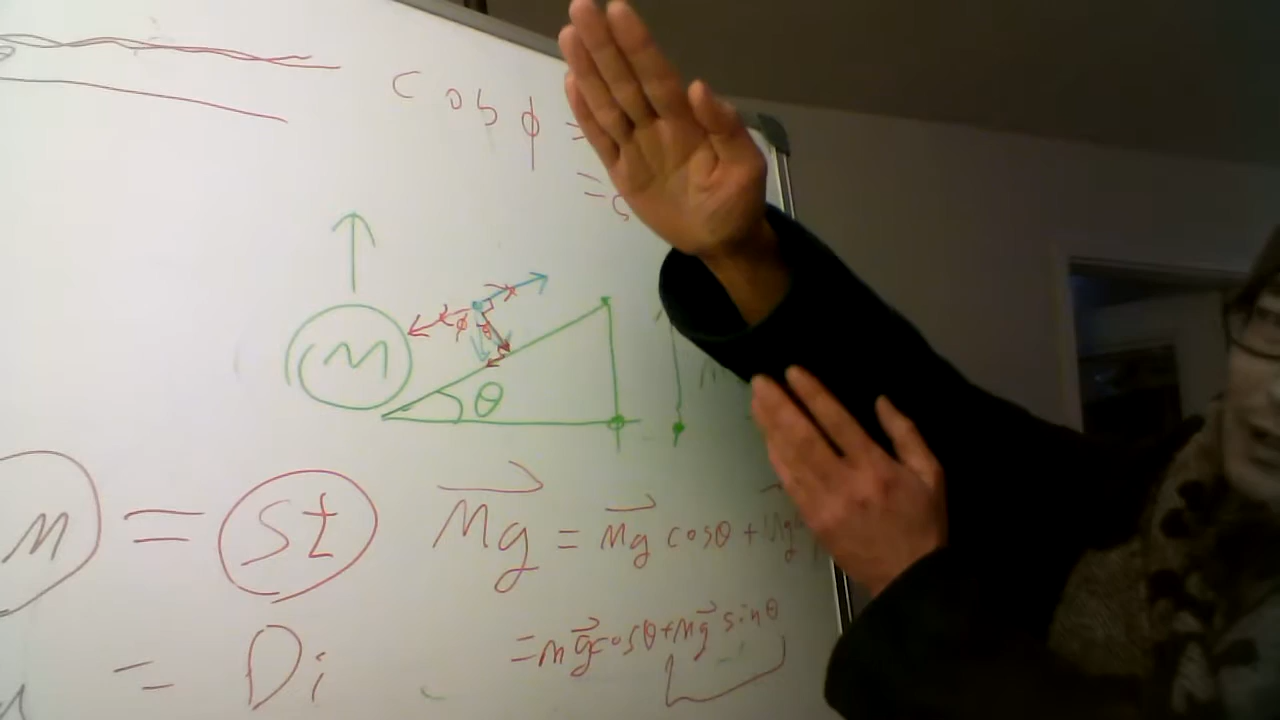 cos ϕ =
=
M
ϕ θ
θ
M = st
Mg = Mg cosθ + Mg
= Mg cosθ + Mg sinθ
= Di